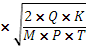 × √((2 × Q × K)/(M × P × T))